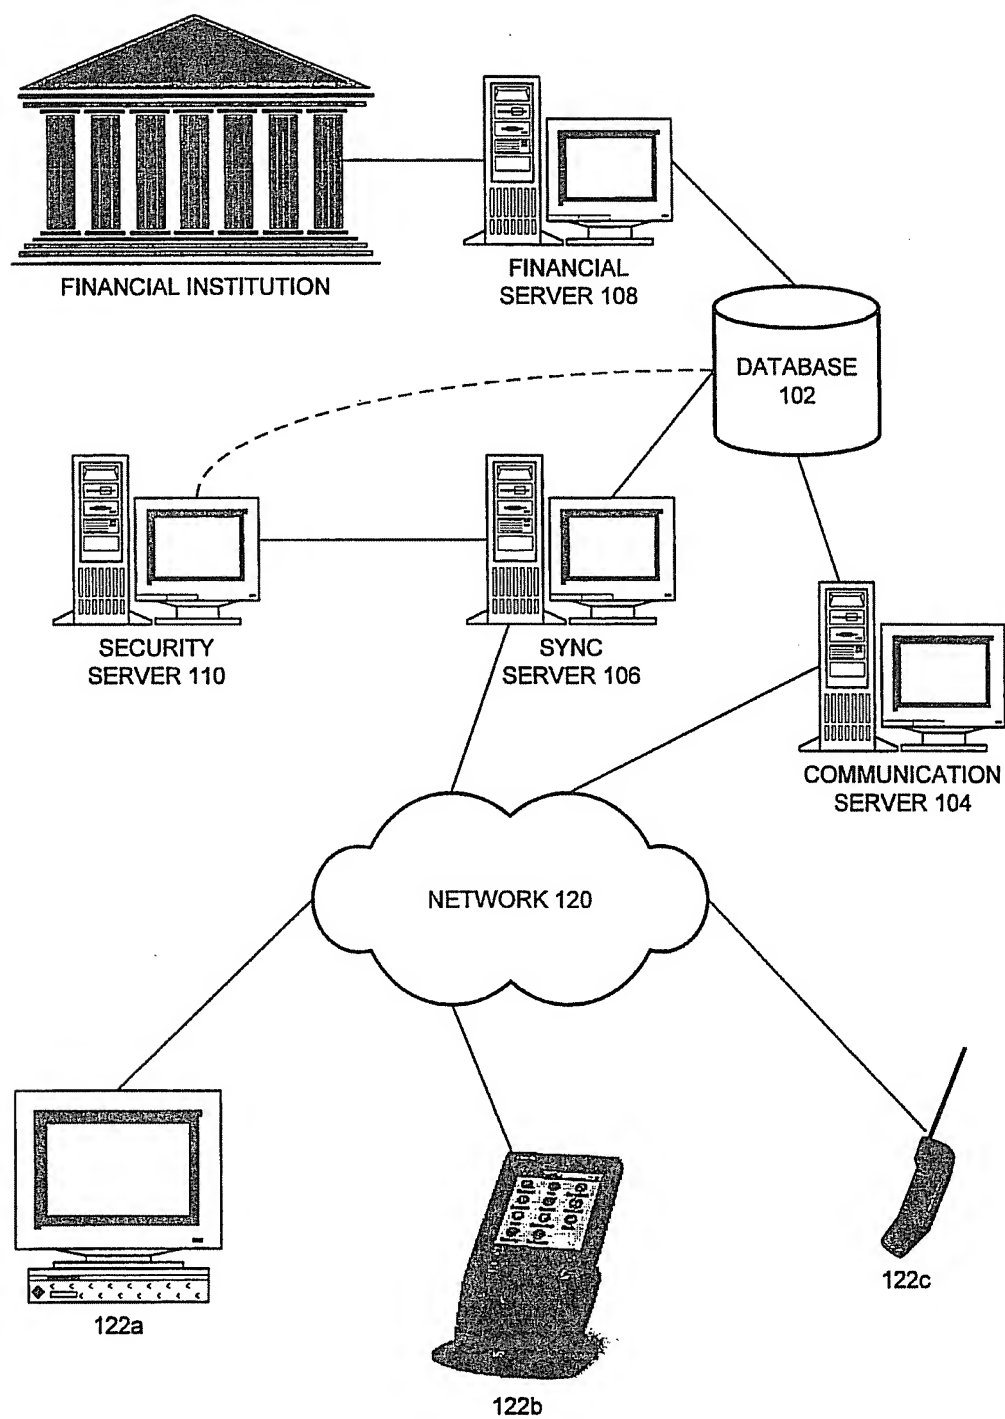 FINANCIAL INSTITUTION
FINANCIAL
SERVER 108
DATABASE
102
SECURITY
SERVER 110
SYNC
SERVER 106
COMMUNICATION
SERVER 104
NETWORK 120
122a
122b
122c